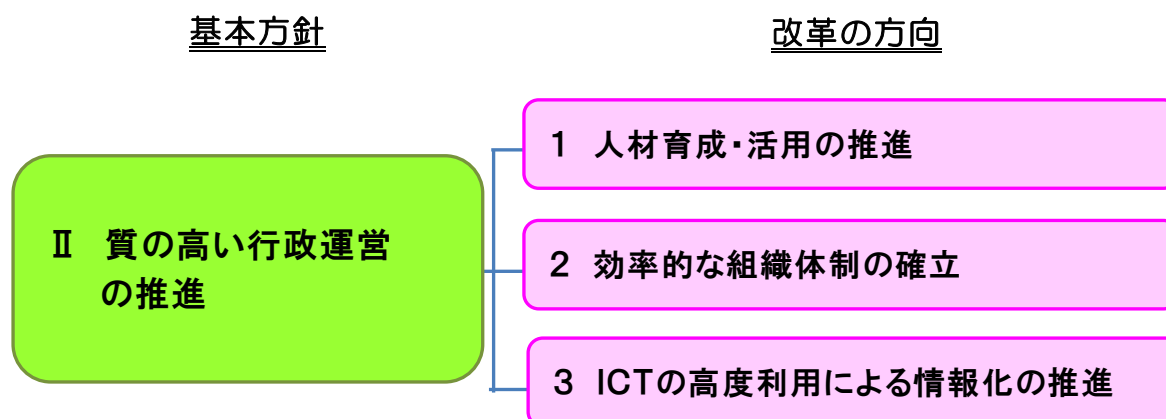 基本方針
改革の方向
Ⅱ 質の高い行政運営
の推進
1 人材育成・活用の推進
2 効率的な組織体制の確立
3 ICTの高度利用による情報化の推進